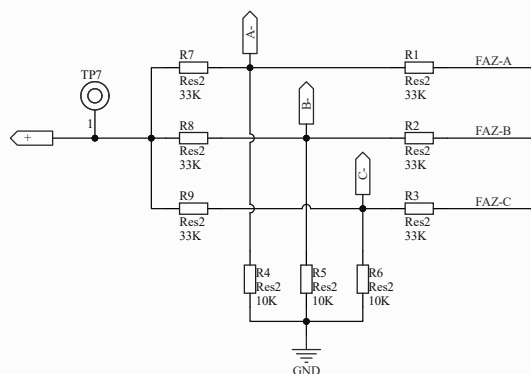 A-
R7
R1
FAZ-A
TP7
Res2
Res2
33K
33K
B-
1
R8
R2
FAZ-B
+
Res2
Res2
33K
33K
C-
R9
R3
FAZ-C
Res2
Res2
33K
33K
R4
R5
R6
Res2
Res2
Res2
10K
10K
10K
GND